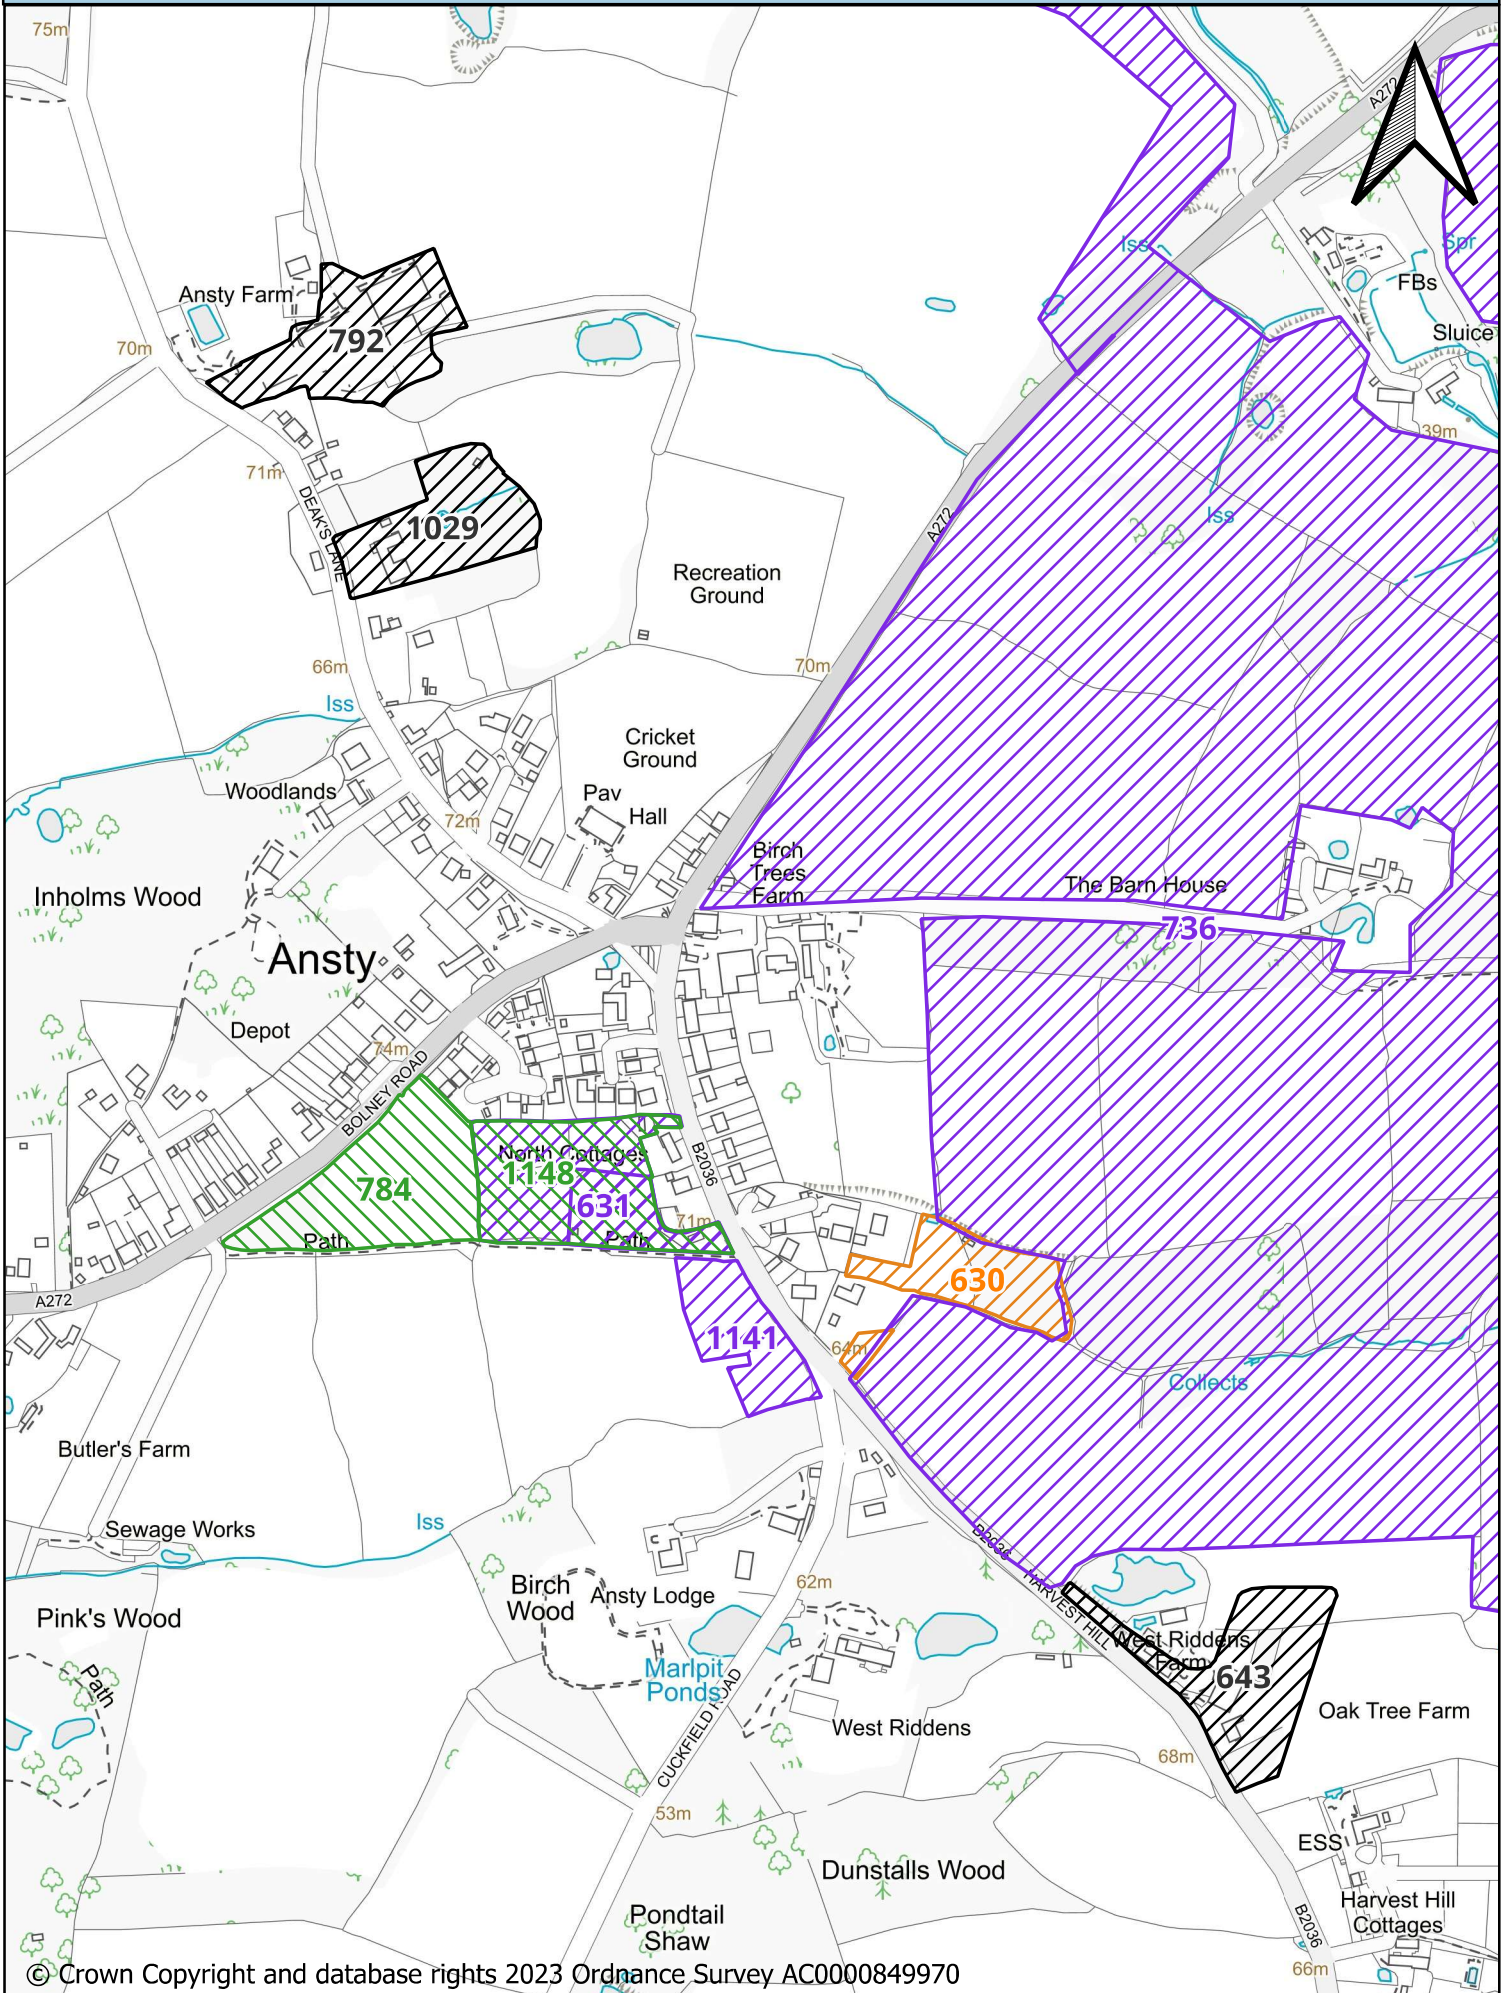 75m
A272
Iss
Spr
FBs
Ansty Farm
Sluice
792
70m
39m
71m
DEAK'S LANE
1029
A272
Iss
Recreation
Ground
66m
70m
Iss
Cricket
Ground
Woodlands
Pav
Hall
72m
Birch
Trees
Farm
The Barn House
Inholms Wood
736
Ansty
Depot
74m
BOLNEY ROAD
North Cottages
B2036
1148
784
631
71m
Path
Path
630
A272
1141
64m
Collects
Butler's Farm
Iss
Sewage Works
B2036
62m
Birch
Wood
Ansty Lodge
HARVEST HILL
Pink's Wood
West Riddens
Farm
643
Marlpit
Ponds
Path
CUCKFIELD ROAD
Oak Tree Farm
West Riddens
68m
53m
ESS
Dunstalls Wood
Harvest Hill
Cottages
Pondtail
Shaw
B2036
66m
© Crown Copyright and database rights 2023 Ordnance Survey AC0000849970